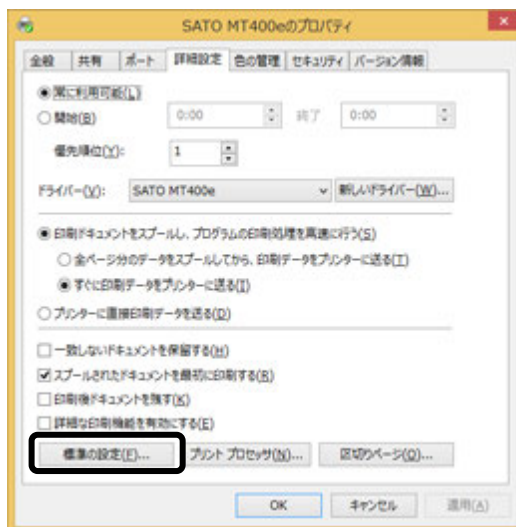 SATO MT400eのプロパティ
×
全般 共有 ポート 詳細設定 色の管理 セキュリティ バージョン情報
常に利用可能(L)
開始(B) 0:00 終了 0:00
優先順位(Y): 1
ドライバー(V): SATO MT400e 新しいドライバー(W)...
印刷ドキュメントをスプールし、プログラムの印刷処理を高速に行う(S)
全ページ分のデータをスプールしてから、印刷データをプリンターに送る(T)
すぐに印刷データをプリンターに送る(I)
プリンターに直接印刷データを送る(D)
一致しないドキュメントを保留する(H)
スプールされたドキュメントを最初に印刷する(R)
印刷後ドキュメントを残す(K)
詳細な印刷機能を有効にする(E)
標準の設定(F)... プリント プロセッサ(N)... 区切りページ(O)...
OK キャンセル 適用(A)